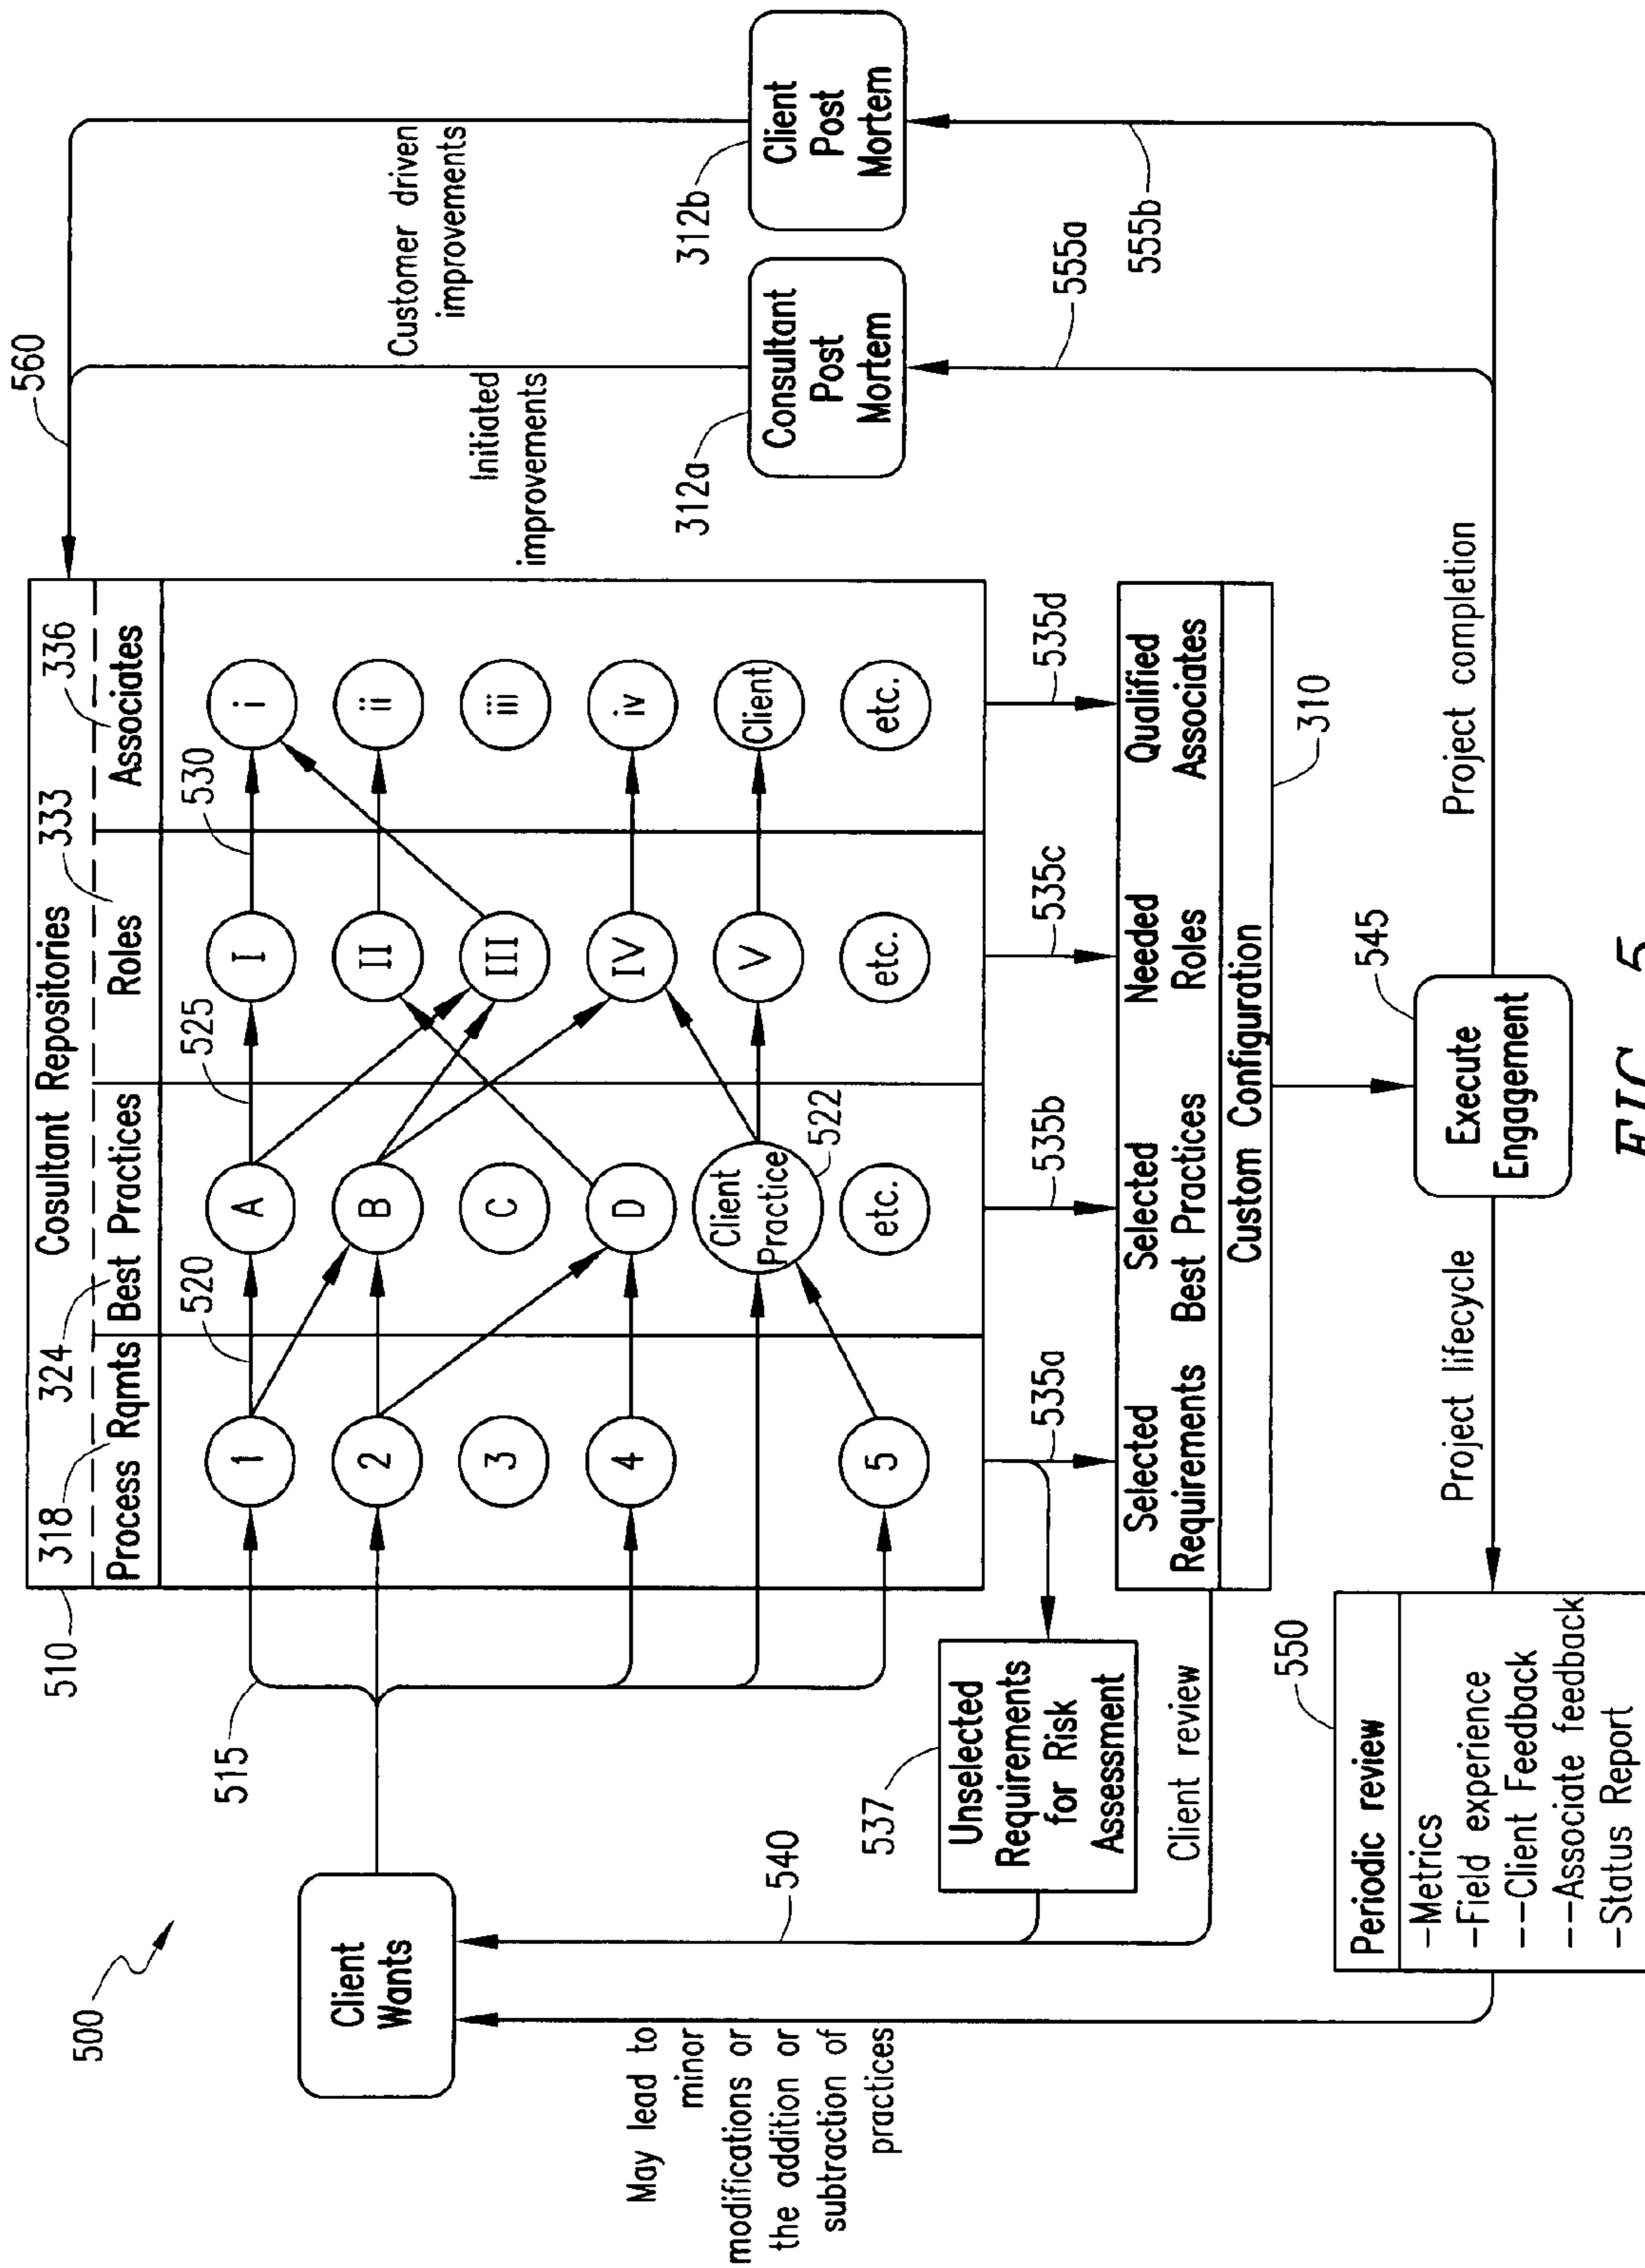 500
Client
Wants
May lead to
minor
modifications or
the addition or
subtraction of
practices
510
515
Cosultant Repositories
318
324
333
336
Process Rqmts
Best Practices
Roles
Associates
520
525
530
1
A
I
i
2
B
II
ii
3
C
III
iii
4
D
IV
iv
Client
Practice
522
V
Client
5
etc.
etc.
etc.
560
Customer driven
improvements
Initiated
improvements
312a
Consultant
Post
Mortem
312b
Client
Post
Mortem
555a
555b
535a
535b
535c
535d
537
Unselected
Requirements
for Risk
Assessment
540
Client review
Selected
Requirements
Selected
Best Practices
Needed
Roles
Qualified
Associates
Custom Configuration
310
545
Execute
Engagement
Project lifecycle
Project completion
550
Periodic review
-Metrics
-Field experience
--Client Feedback
--Associate feedback
-Status Report
FIG. 5